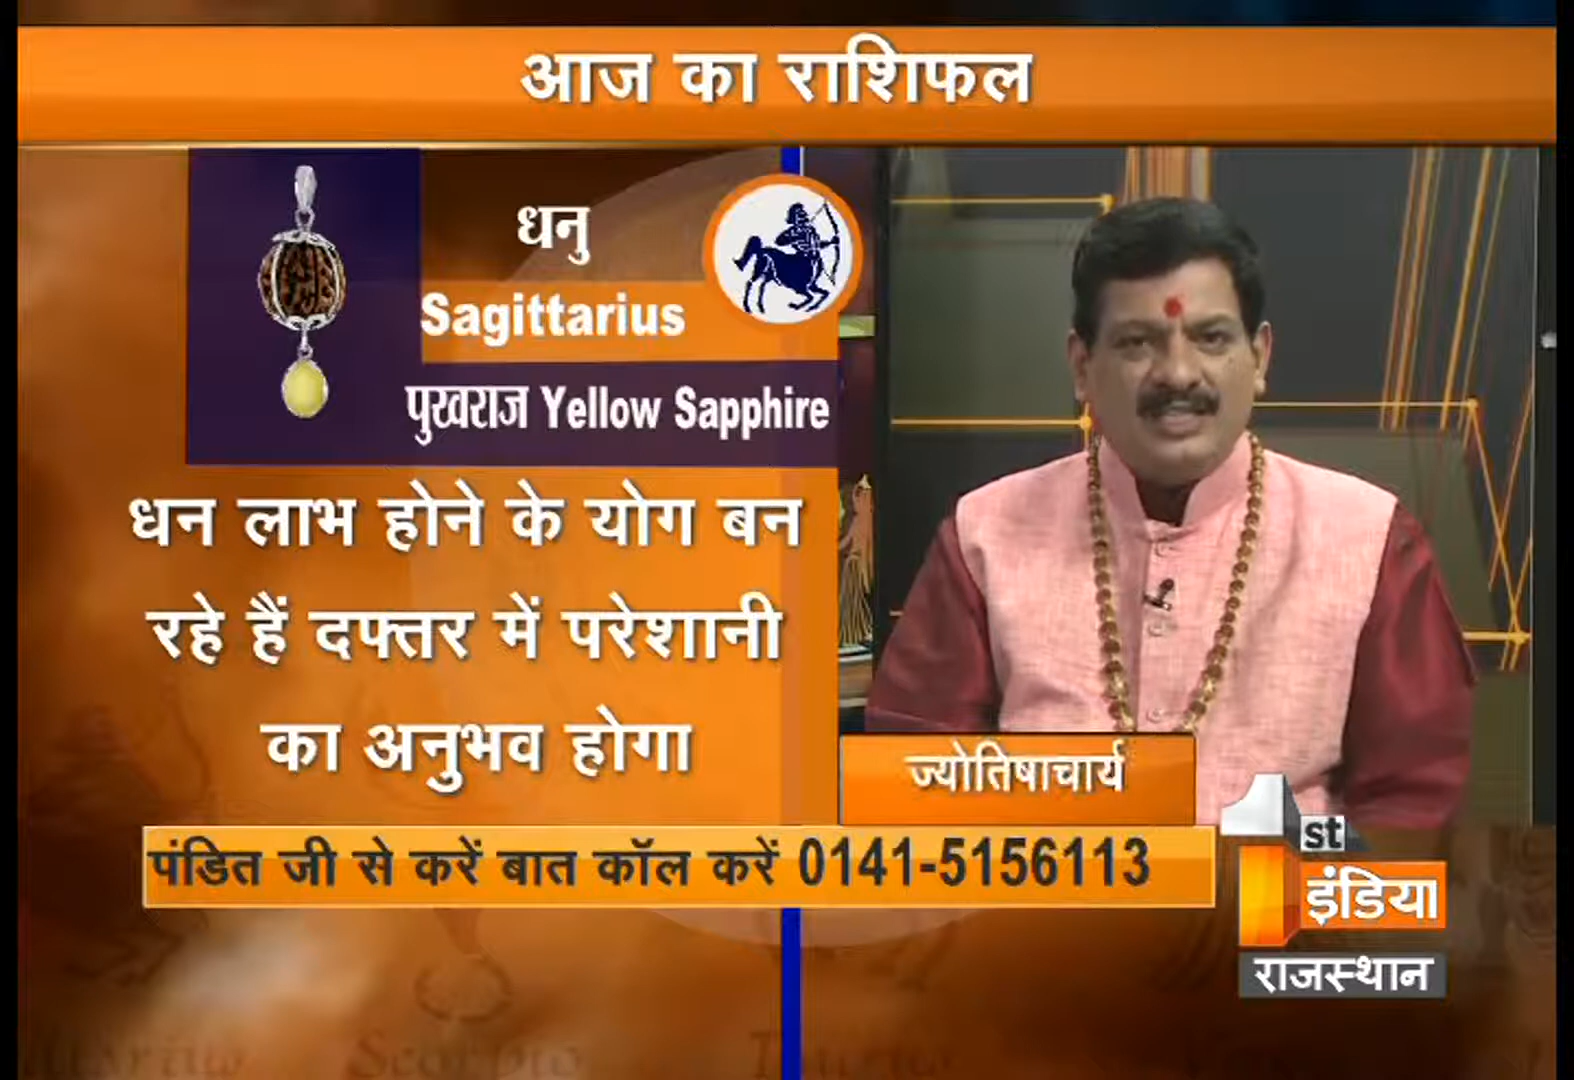 आज का राशिफल
धनु
Sagittarius
पुखराज Yellow Sapphire
धन लाभ होने के योग बन
रहे हैं दफ्तर में परेशानी
का अनुभव होगा
ज्योतिषाचार्य
पंडित जी से करें बात कॉल करें 0141-5156113
1st
इंडिया
राजस्थान
Scorpio